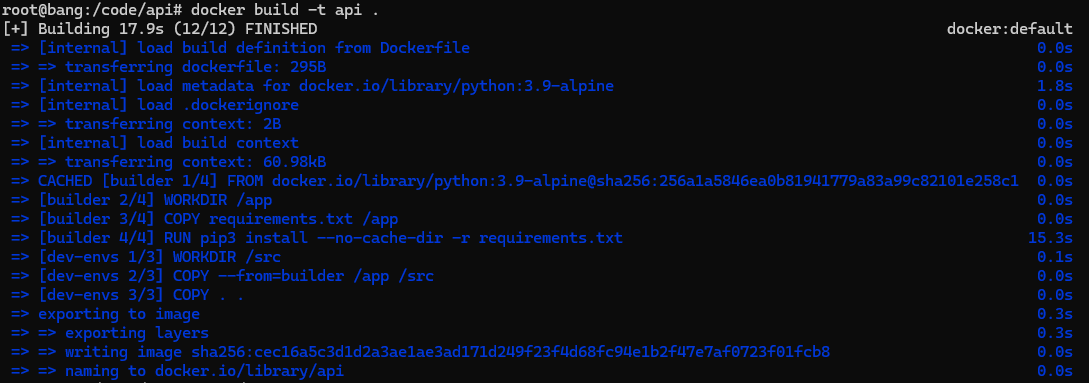 root@bang:/code/api# docker build -t api .
[+] Building 17.9s (12/12) FINISHED docker:default
=> [internal] load build definition from Dockerfile 0.0s
=> => transferring dockerfile: 295B 0.0s
=> [internal] load metadata for docker.io/library/python:3.9-alpine 1.8s
=> [internal] load .dockerignore 0.0s
=> => transferring context: 2B 0.0s
=> [internal] load build context 0.0s
=> => transferring context: 60.98kB 0.0s
=> CACHED [builder 1/4] FROM docker.io/library/python:3.9-alpine@sha256:256a1a5846ea0b81941779a83a99c82101e258c1 0.0s
=> [builder 2/4] WORKDIR /app 0.0s
=> [builder 3/4] COPY requirements.txt /app 0.0s
=> [builder 4/4] RUN pip3 install --no-cache-dir -r requirements.txt 15.3s
=> [dev-envs 1/3] WORKDIR /src 0.1s
=> [dev-envs 2/3] COPY --from=builder /app /src 0.0s
=> [dev-envs 3/3] COPY . . 0.0s
=> exporting to image 0.3s
=> => exporting layers 0.3s
=> => writing image sha256:cec16a5c3d1d2a3ae1ae3ad171d249f23f4d68fc94e1b2f47e7af0723f01fcb8 0.0s
=> => naming to docker.io/library/api 0.0s